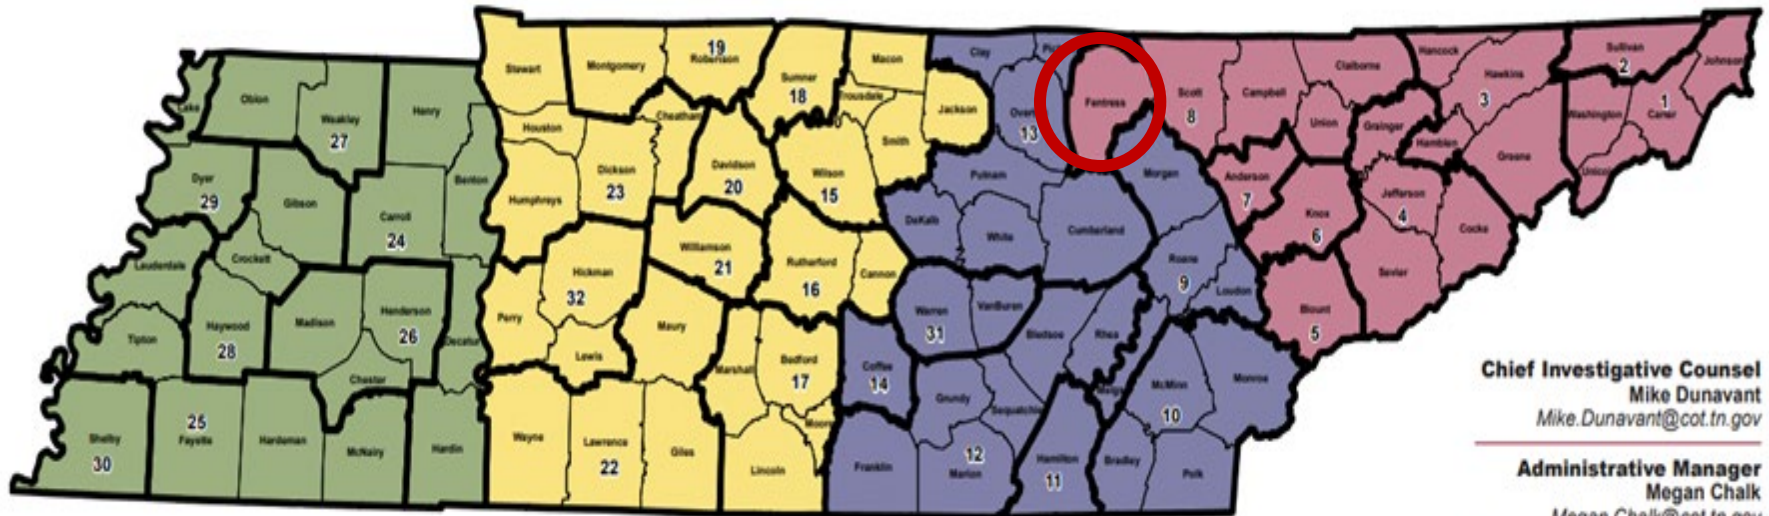 Lake
Obion
Weakley
27
Henry
Dyer
29
Gibson
Carroll
24
Benton
Lauderdale
Crockett
Tipton
Haywood
28
Madison
Henderson
26
Decatur
Chester
Shelby
30
25
Fayette
Hardeman
McNairy
Hardin
Stewart
Montgomery
19
Robertson
Sumner
18
Macon
Trousdale
Houston
Cheatham
Jackson
Smith
Dickson
23
Davidson
20
Wilson
15
Humphreys
Williamson
21
Rutherford
16
Cannon
Hickman
32
Perry
Lewis
Maury
Marshall
Bedford
17
Moore
Wayne
Lawrence
22
Giles
Lincoln
Clay
13
Putnam
DeKalb
White
Cumberland
Morgan
Roane
9
Loudon
Warren
31
VanBuren
Bledsoe
Rhea
Coffee
14
Grundy
Sequatchie
Meigs
McMinn
10
Monroe
Franklin
12
Marion
Hamilton
11
Bradley
Polk
Fentress
Scott
8
Campbell
Claiborne
Union
Hancock
Hawkins
3
Sullivan
2
Johnson
Washington
1
Carter
Unicoi
Grainger
Hamblen
Greene
Anderson
7
Knox
6
Jefferson
4
Cocke
Sevier
Blount
5
Chief Investigative Counsel
Mike Dunavant
Mike.Dunavant@cot.tn.gov
Administrative Manager
Megan Chalk
Megan.Chalk@cot.tn.gov